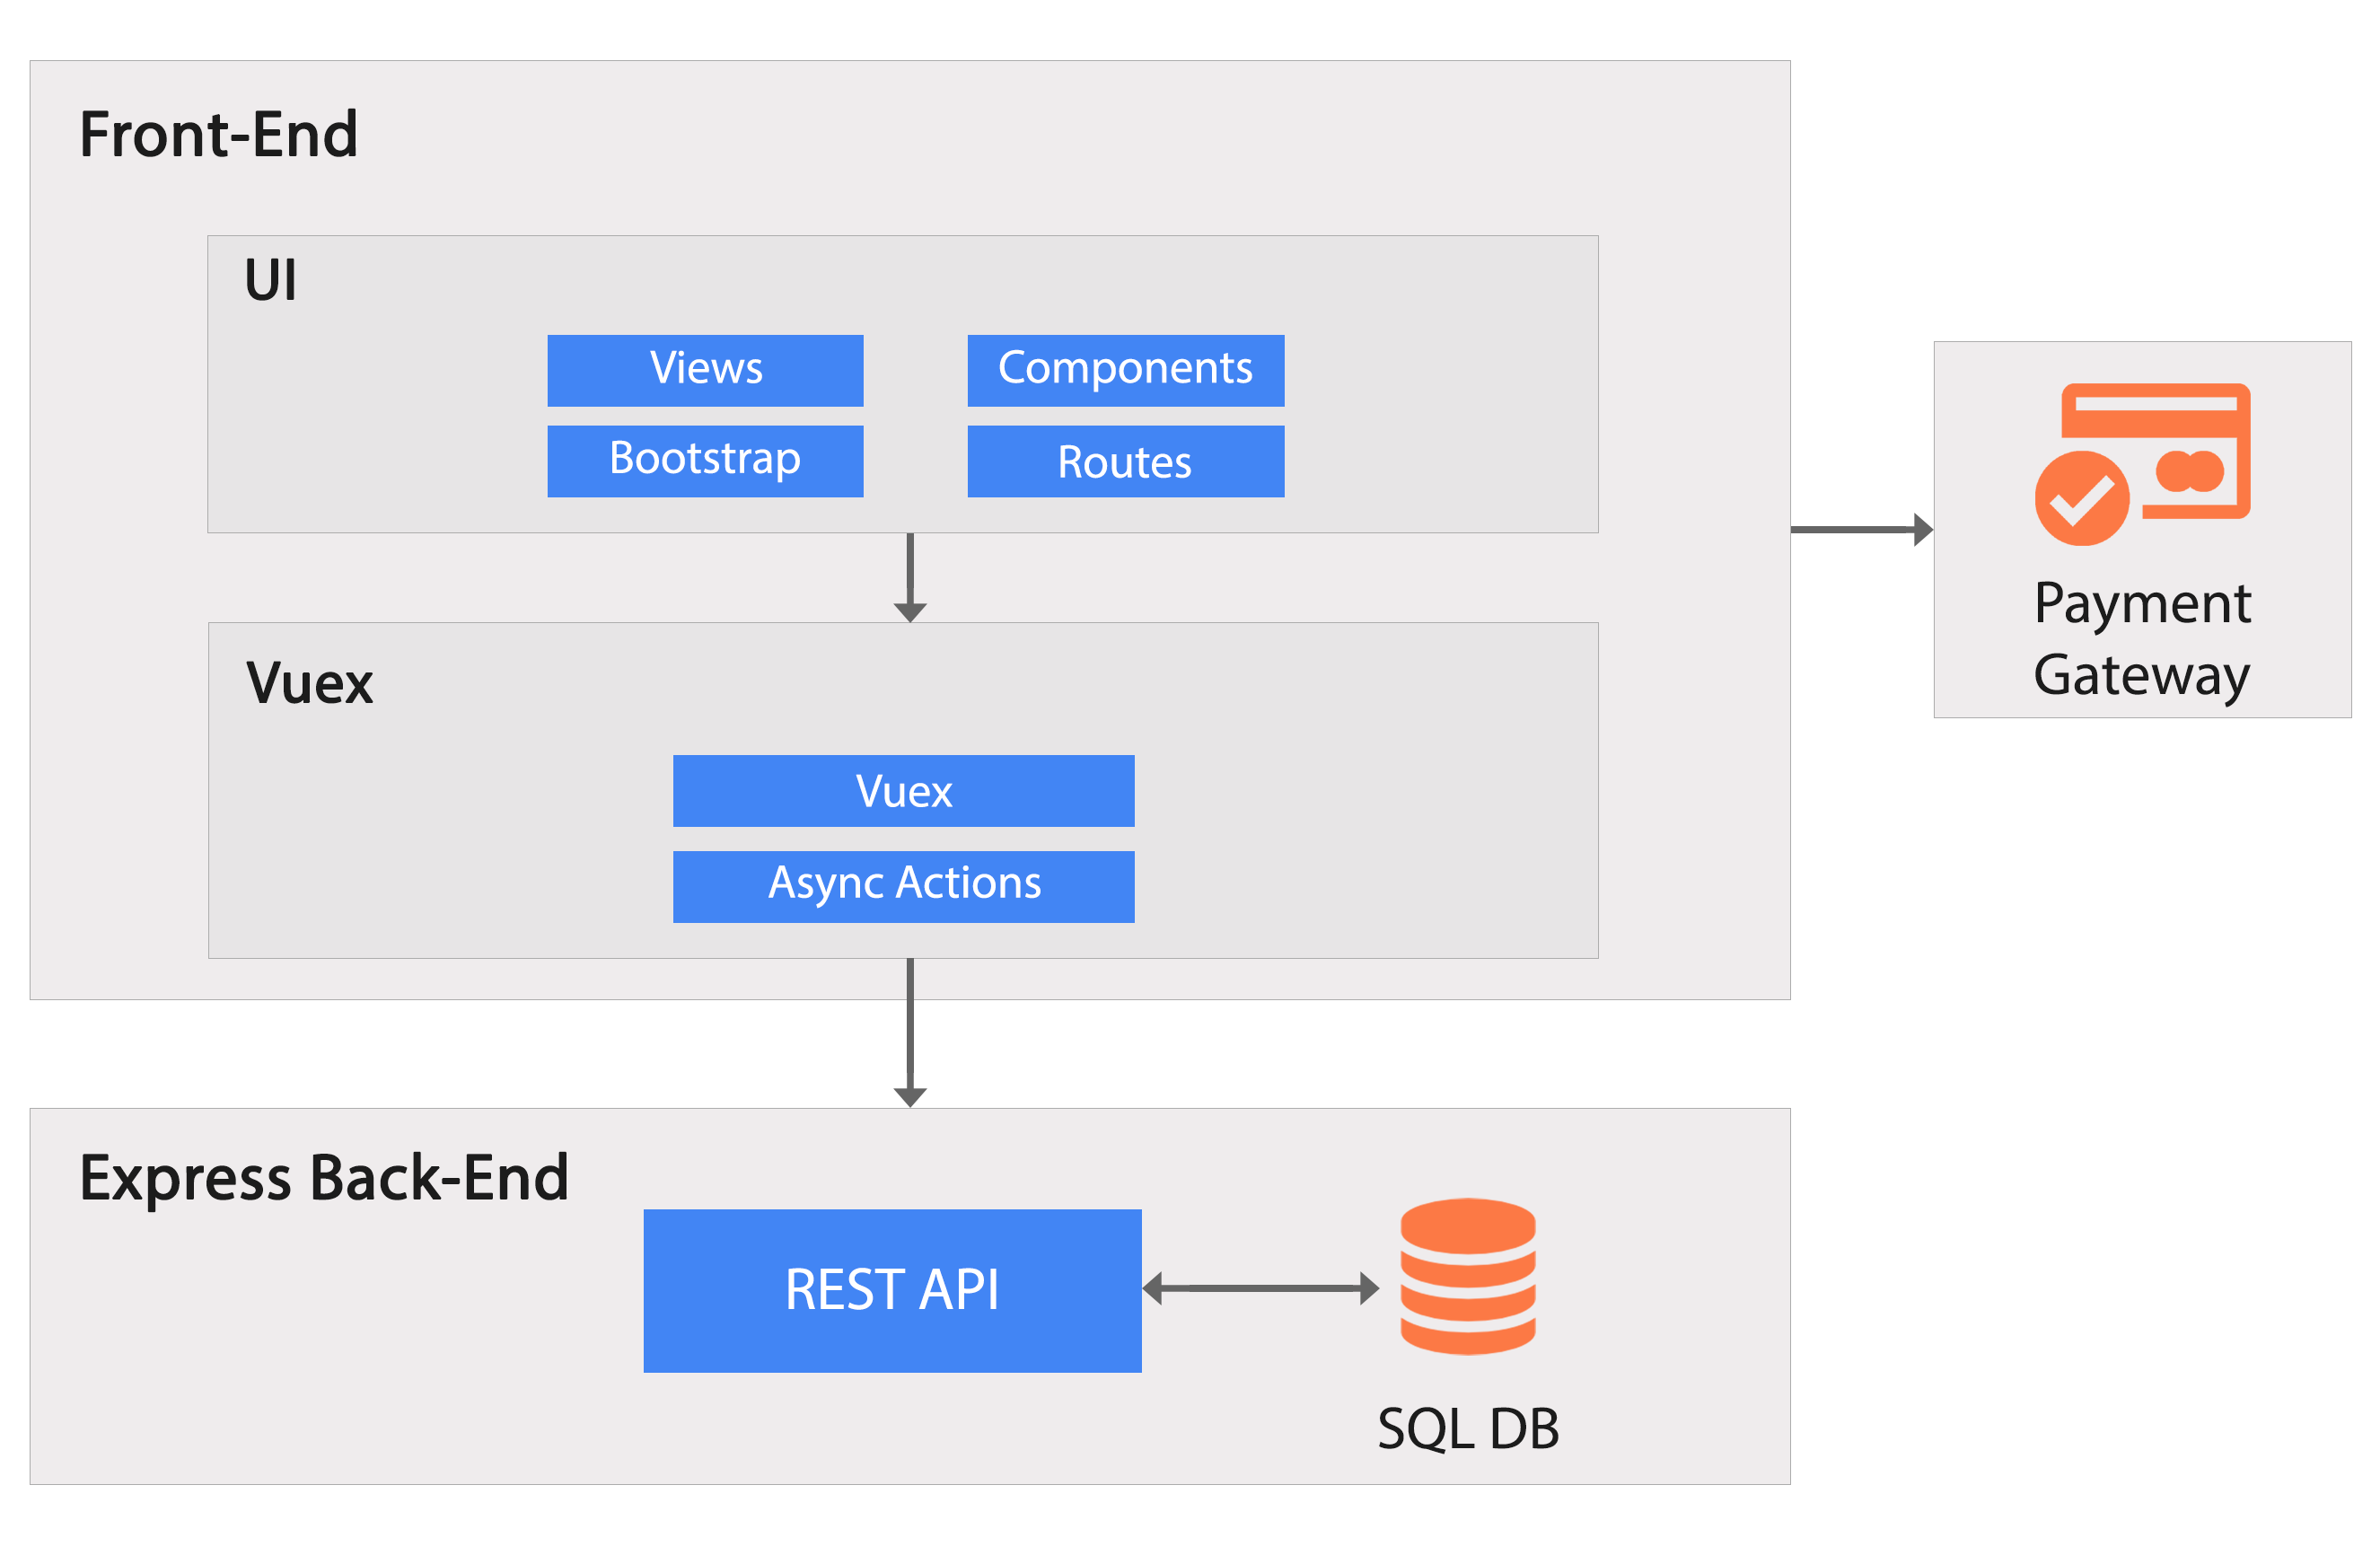 Front-End
UI
Views
Components
Bootstrap
Routes
Payment
Gateway
Vuex
Vuex
Async Actions
Express Back-End
REST API
SQL DB